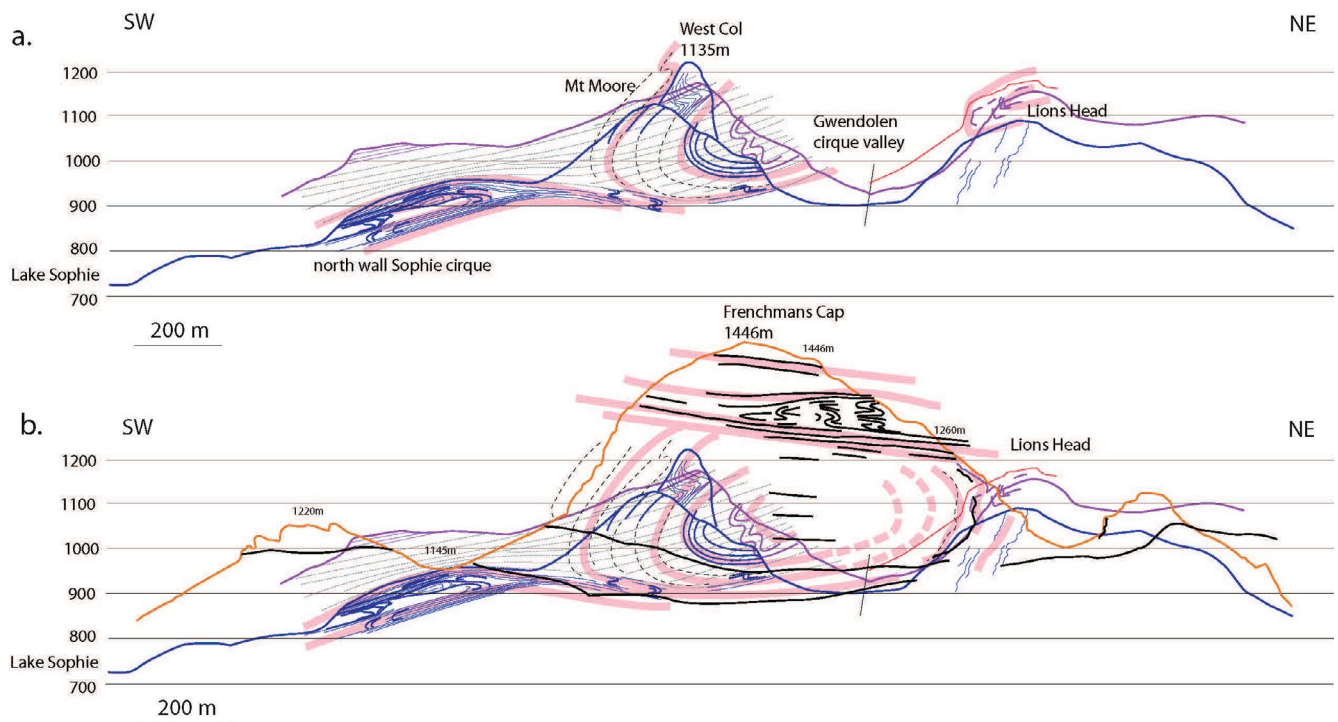 SW
NE
a.
West Col
1135m
1200
Mt Moore
1100
Lions Head
Gwendolen
cirque valley
1000
900
800
north wall Sophie cirque
Lake Sophie
700
200 m
Frenchmans Cap
1446m
1446m
b.
SW
NE
1260m
Lions Head
1200
1220m
1100
1000
1145m
900
800
Lake Sophie
700
200 m